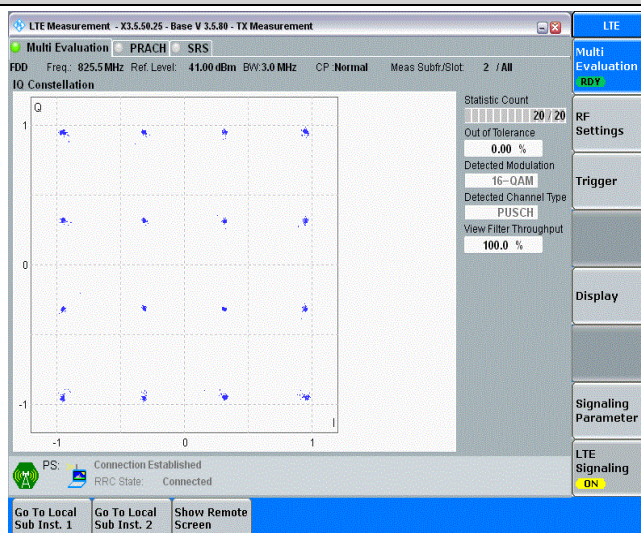 LTE Measurement - X3.5.50.25 - Base V 3.5.80 - TX Measurement
LTE
Multi Evaluation PRACH SRS
FDD Freq.: 825.5 MHz Ref. Level: 41.00 dBm BW: 3.0 MHz CP :Normal Meas Subfr./Slot: 2 / All
IQ Constellation
Q
1
0
-1
-1 0 1
I
Statistic Count
20 / 20
Out of Tolerance
0.00 %
Detected Modulation
16-QAM
Detected Channel Type
PUSCH
View Filter Throughput
100.0 %
PS: Connection Established
RRC State: Connected
Multi
Evaluation
RDY
RF
Settings
Trigger
Display
Signaling
Parameter
LTE
Signaling
ON
Go To Local
Sub Inst. 1
Go To Local
Sub Inst. 2
Show Remote
Screen